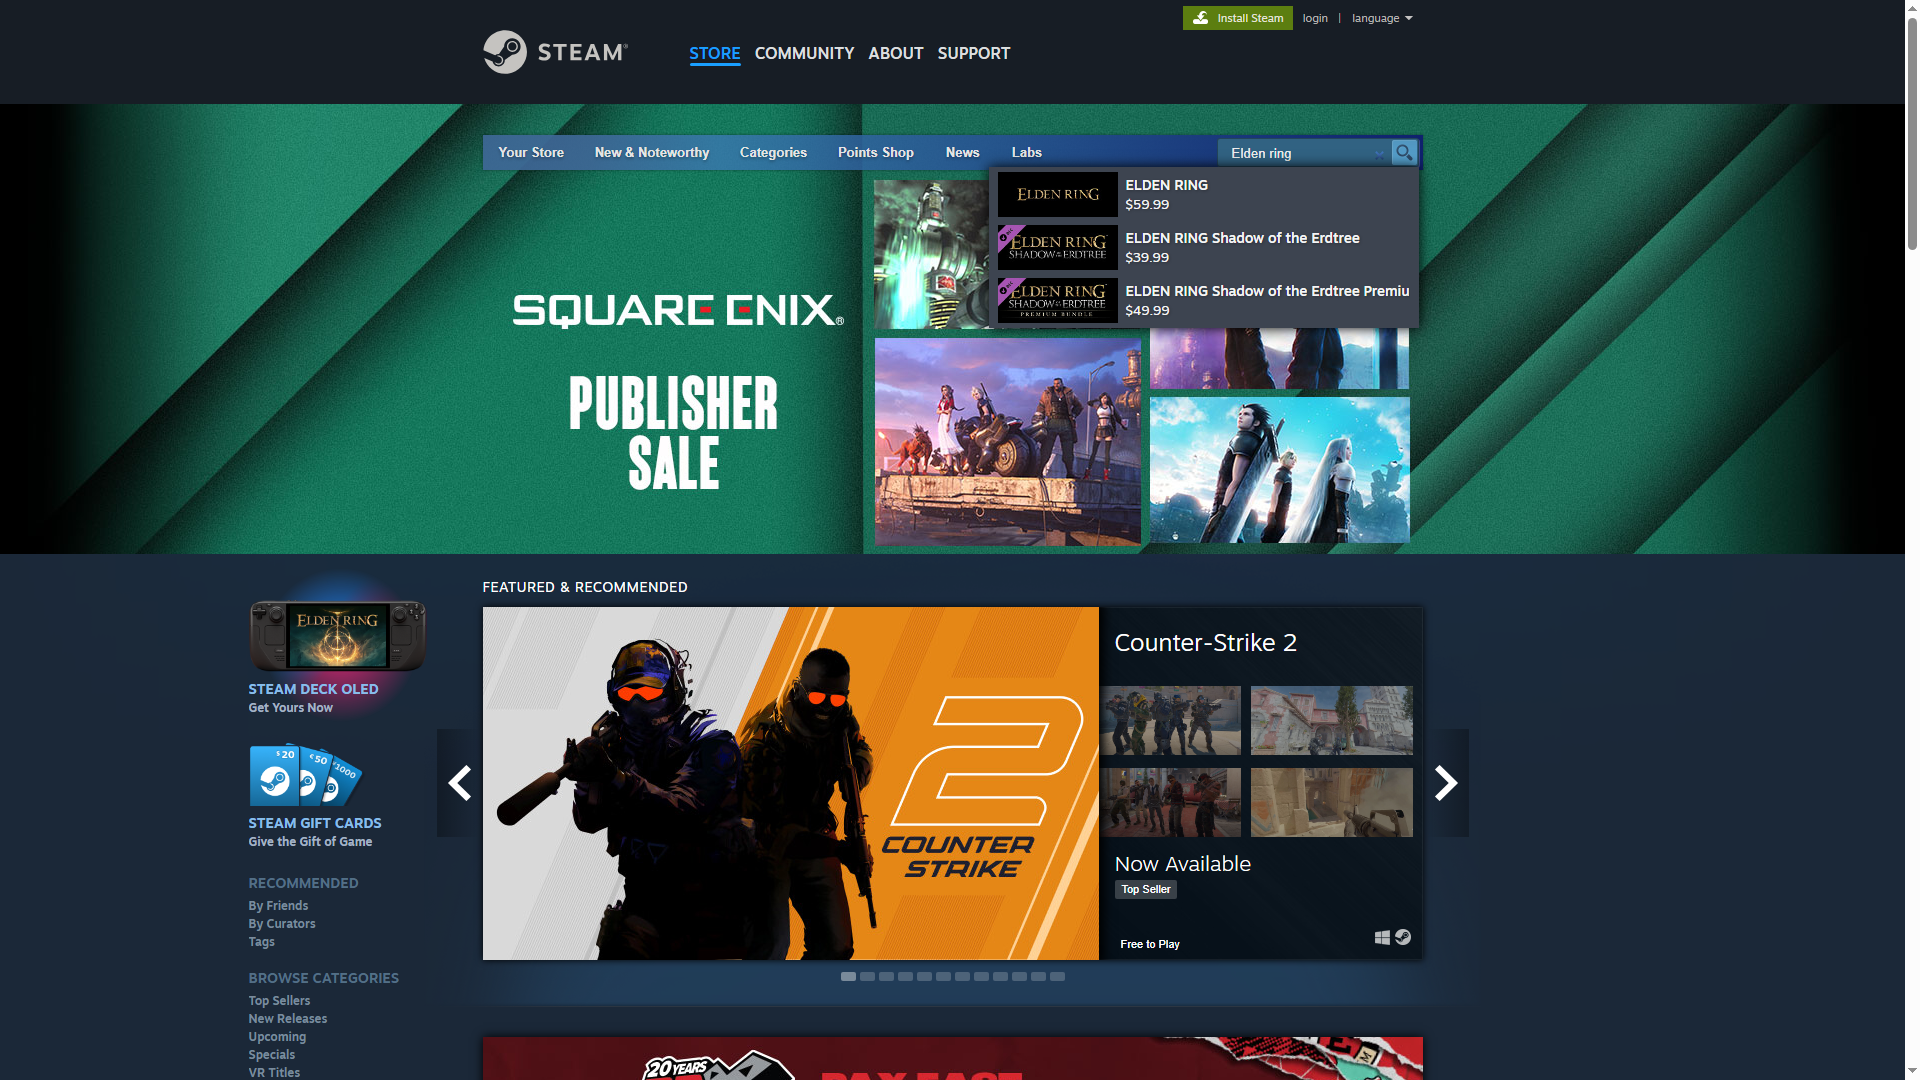 Install Steam
login | language
STEAM®
STORE COMMUNITY ABOUT SUPPORT
Your Store New & Noteworthy Categories Points Shop News Labs
Elden ring
ELDEN RING
ELDEN RING
$59.99
ELDEN RING
SHADOW OF THE ERDTREE
ELDEN RING Shadow of the Erdtree
$39.99
ELDEN RING
SHADOW OF THE ERDTREE
PREMIUM BUNDLE
ELDEN RING Shadow of the Erdtree Premiu
$49.99
SQUARE ENIX®
PUBLISHER
SALE
FEATURED & RECOMMENDED
ELDEN RING
STEAM DECK OLED
Get Yours Now
$20 €50 1000
STEAM GIFT CARDS
Give the Gift of Game
RECOMMENDED
By Friends
By Curators
Tags
BROWSE CATEGORIES
Top Sellers
New Releases
Upcoming
Specials
VR Titles
2
COUNTER
STRIKE
Counter-Strike 2
Now Available
Top Seller
Free to Play
20 YEARS
PAX EAST